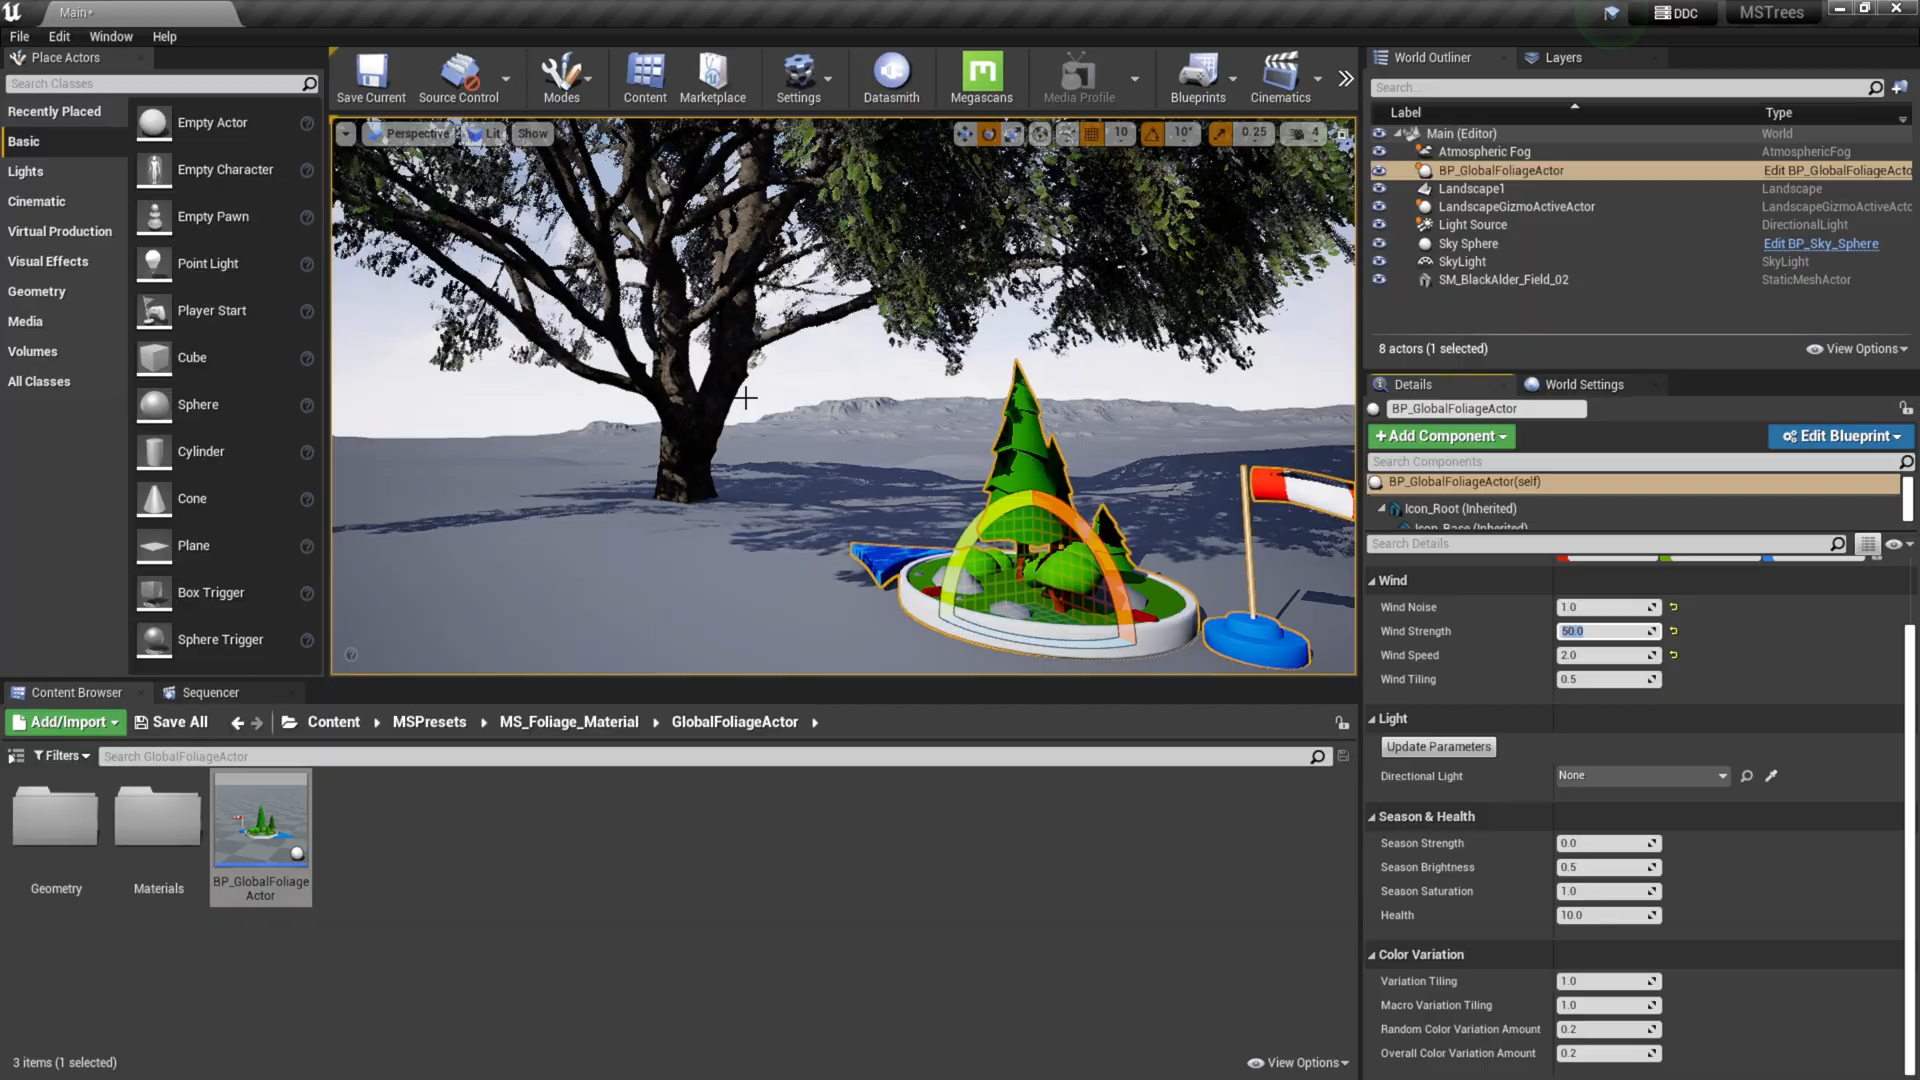 Main*
DDC
MSTrees
File Edit Window Help
Place Actors
Search Classes
Recently Placed
Basic
Lights
Cinematic
Virtual Production
Visual Effects
Geometry
Media
Volumes
All Classes
Empty Actor
Empty Character
Empty Pawn
Point Light
Player Start
Cube
Sphere
Cylinder
Cone
Plane
Box Trigger
Sphere Trigger
Save Current
Source Control
Modes
Content
Marketplace
Settings
Datasmith
Megascans
Media Profile
Blueprints
Cinematics
Perspective Lit Show
10 10° 0.25 4
World Outliner Layers
Search...
Label Type
Main (Editor) World
Atmospheric Fog AtmosphericFog
BP_GlobalFoliageActor Edit BP_GlobalFoliageActo
Landscape1 Landscape
LandscapeGizmoActiveActor LandscapeGizmoActiveActo
Light Source DirectionalLight
Sky Sphere Edit BP_Sky_Sphere
SkyLight SkyLight
SM_BlackAlder_Field_02 StaticMeshActor
8 actors (1 selected) View Options
Details World Settings
BP_GlobalFoliageActor
+Add Component Edit Blueprint
Search Components
BP_GlobalFoliageActor(self)
Icon_Root (Inherited)
Icon_Base (Inherited)
Search Details
Wind
Wind Noise 1.0
Wind Strength 50.0
Wind Speed 2.0
Wind Tiling 0.5
Light
Update Parameters
Directional Light None
Season & Health
Season Strength 0.0
Season Brightness 0.5
Season Saturation 1.0
Health 10.0
Color Variation
Variation Tiling 1.0
Macro Variation Tiling 1.0
Random Color Variation Amount 0.2
Overall Color Variation Amount 0.2
Content Browser Sequencer
Add/Import Save All Content MSPresets MS_Foliage_Material GlobalFoliageActor
Filters Search GlobalFoliageActor
Geometry
Materials
BP_GlobalFoliage
Actor
3 items (1 selected) View Options